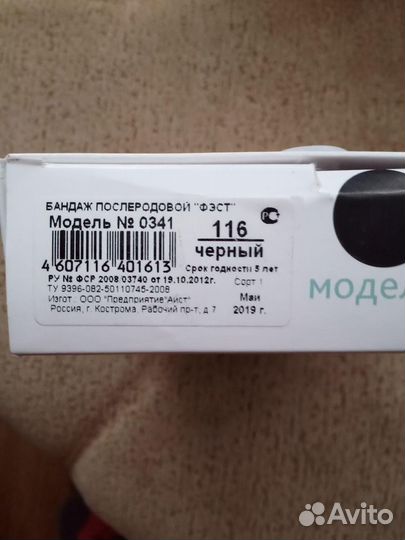 БАНДАЖ ПОСЛЕРОДОВОЙ "ФЭСТ"
Модель № 0341
116
черный
4 607116 401613
Срок годности 5 лет
РУ № ФСР 2008/03740 от 19.10.2012г.
Сорт 1
ТУ 9396-082-50110745-2008
Изгот.: ООО "Предприятие"Аист"
Май
Россия, г. Кострома, Рабочий пр-т, д.7
2019 г.
модел
Avito